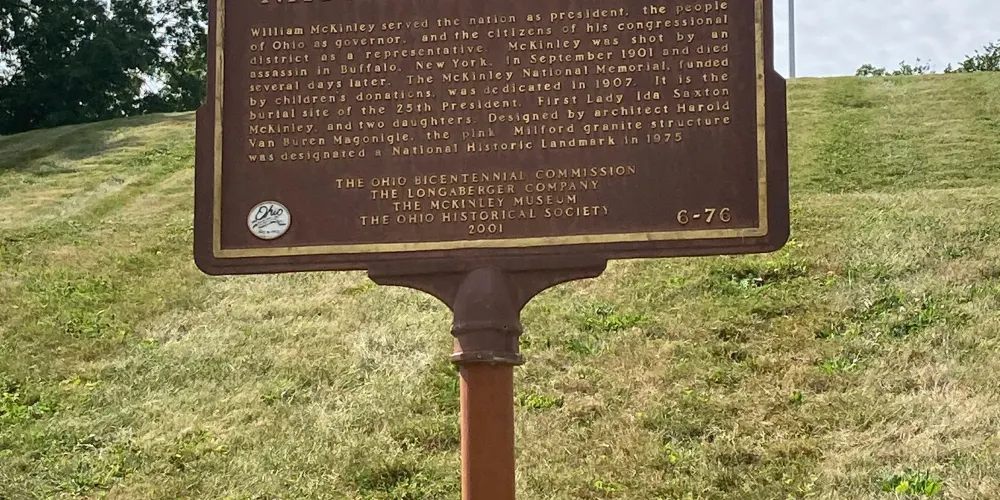 William McKinley served the nation as president, the people
of Ohio as governor, and the citizens of his congressional
district as a representative. McKinley was shot by an
assassin in Buffalo, New York, in September 1901 and died
several days later. The McKinley National Memorial, funded
by children's donations, was dedicated in 1907. It is the
burial site of the 25th President, First Lady Ida Saxton
McKinley, and two daughters. Designed by architect Harold
Van Buren Magonigle, the pink Milford granite structure
was designated a National Historic Landmark in 1975
THE OHIO BICENTENNIAL COMMISSION
THE LONGABERGER COMPANY
THE MCKINLEY MUSEUM
THE OHIO HISTORICAL SOCIETY
2001
6-76
Ohio